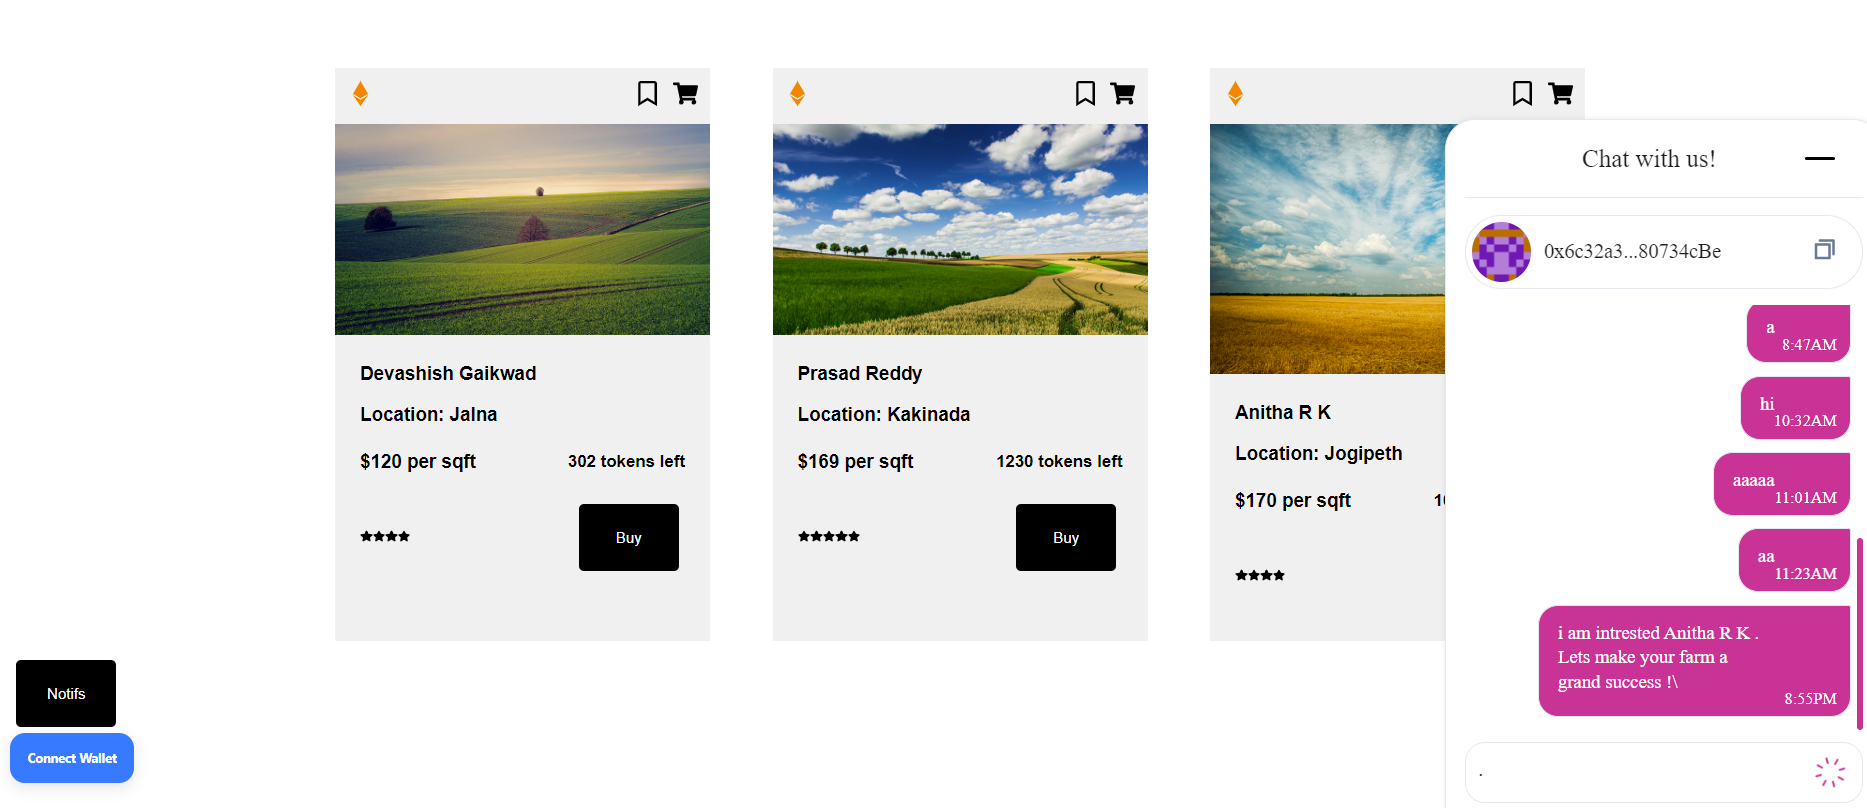 Devashish Gaikwad
Location: Jalna
$120 per sqft
302 tokens left
Buy
Prasad Reddy
Location: Kakinada
$169 per sqft
1230 tokens left
Buy
Anitha R K
Location: Jogipeth
$170 per sqft
Chat with us!
0x6c32a3...80734cBe
a
8:47AM
hi
10:32AM
aaaaa
11:01AM
aa
11:23AM
i am intrested Anitha R K .
Lets make your farm a
grand success !\
8:55PM
.
Notifs
Connect Wallet